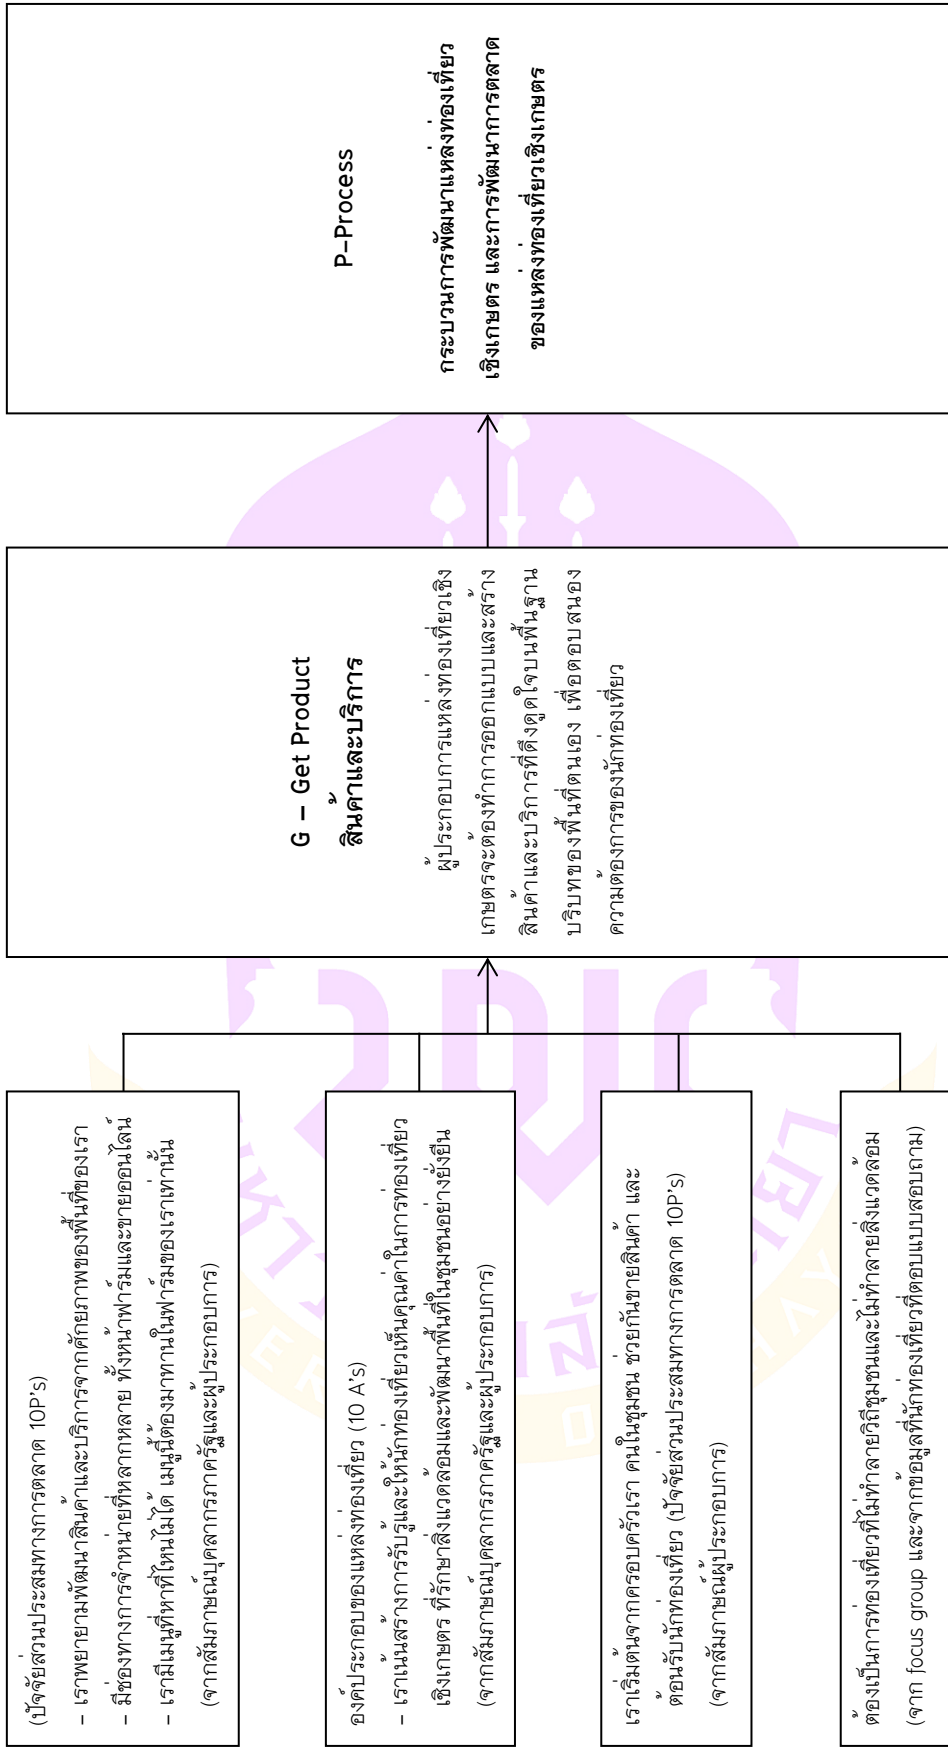 (ปัจจัยส่วนประสมทางการตลาด 10P's)
– เราพยายามพัฒนาสินค้าและบริการจากศักยภาพของพื้นที่ของเรา
– มีช่องทางการจำหน่ายที่หลากหลาย ทั้งหน้าฟาร์มและขายออนไลน์
– เรามีเมนูที่หาที่ไหนไม่ได้ เมนูนี้ต้องมาทานในฟาร์มของเราเท่านั้น
(จากสัมภาษณ์บุคลากรภาครัฐและผู้ประกอบการ)
องค์ประกอบของแหล่งท่องเที่ยว (10 A's)
– เราเน้นสร้างการรับรู้และให้นักท่องเที่ยวเห็นคุณค่าในการท่องเที่ยว
เชิงเกษตร ที่รักษาสิ่งแวดล้อมและพัฒนาพื้นที่ในชุมชนอย่างยั่งยืน
(จากสัมภาษณ์บุคลากรภาครัฐและผู้ประกอบการ)
เราเริ่มต้นจากครอบครัวเรา คนในชุมชน ช่วยกันขายสินค้า และ
ต้อนรับนักท่องเที่ยว (ปัจจัยส่วนประสมทางการตลาด 10P's)
(จากสัมภาษณ์ผู้ประกอบการ)
ต้องเป็นการท่องเที่ยวที่ไม่ทำลายวิถีชุมชนและไม่ทำลายสิ่งแวดล้อม
(จาก focus group และจากข้อมูลที่นักท่องเที่ยวที่ตอบแบบสอบถาม)
G – Get Product
สินค้าและบริการ
ผู้ประกอบการแหล่งท่องเที่ยวเชิง
เกษตรจะต้องทำการออกแบบและสร้าง
สินค้าและบริการที่ดึงดูดใจบนพื้นฐาน
บริบทของพื้นที่ตนเอง เพื่อตอบสนอง
ความต้องการของนักท่องเที่ยว
P–Process
กระบวนการพัฒนาแหล่งท่องเที่ยว
เชิงเกษตร และการพัฒนาการตลาด
ของแหล่งท่องเที่ยวเชิงเกษตร